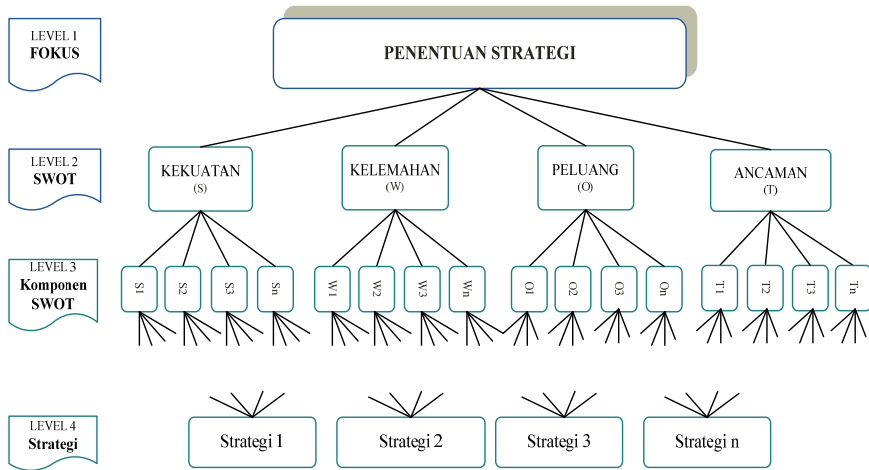 LEVEL 1
FOKUS
PENENTUAN STRATEGI
LEVEL 2
SWOT
KEKUATAN
(S)
KELEMAHAN
(W)
PELUANG
(O)
ANCAMAN
(T)
LEVEL 3
Komponen
SWOT
S1
S2
S3
Sn
W1
W2
W3
Wn
O1
O2
O3
On
T1
T2
T3
Tn
LEVEL 4
Strategi
Strategi 1
Strategi 2
Strategi 3
Strategi n